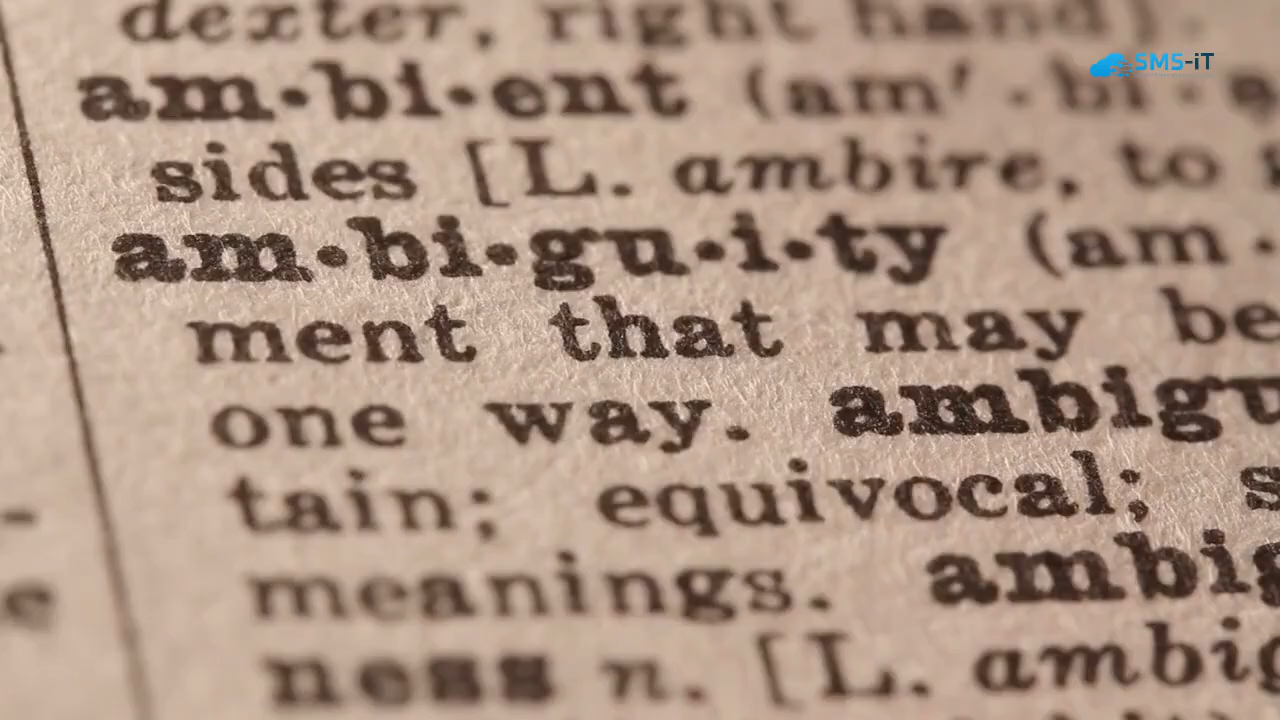 dexter, right hand].
SMS-iT
am•bi•ent (am′ · bi ·
sides [L. ambire, to
am•bi•gu•i•ty (am ·
ment that may be
one way. ambigu
tain; equivocal; s
meanings. ambig
-
e
ness n. [L. ambig